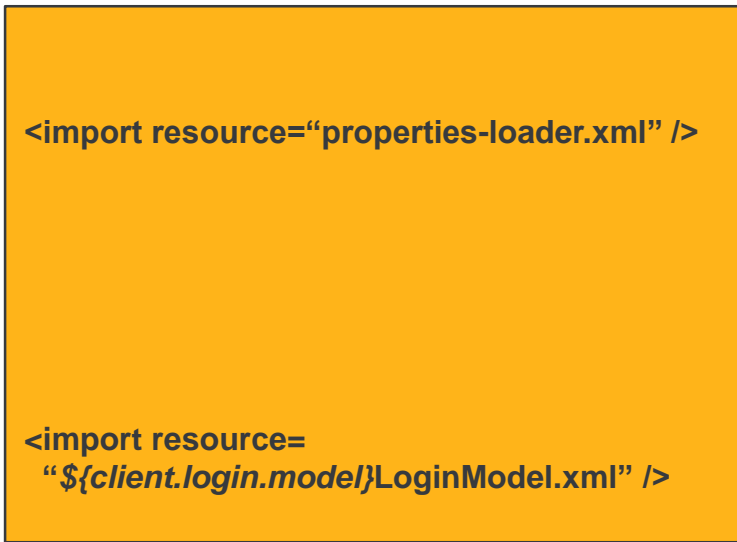 <import resource=“properties-loader.xml” />
<import resource=
“${client.login.model}LoginModel.xml” />